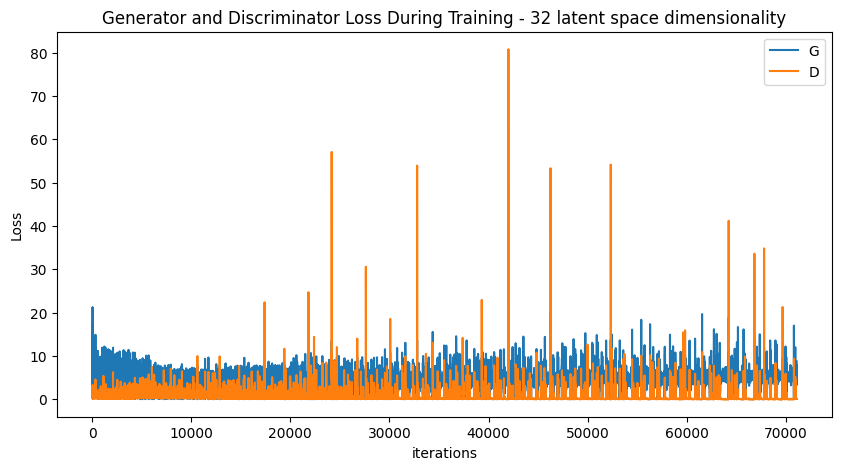 Generator and Discriminator Loss During Training - 32 latent space dimensionality
G
D
80
70
60
50
40
30
20
10
0
Loss
0 10000 20000 30000 40000 50000 60000 70000
iterations